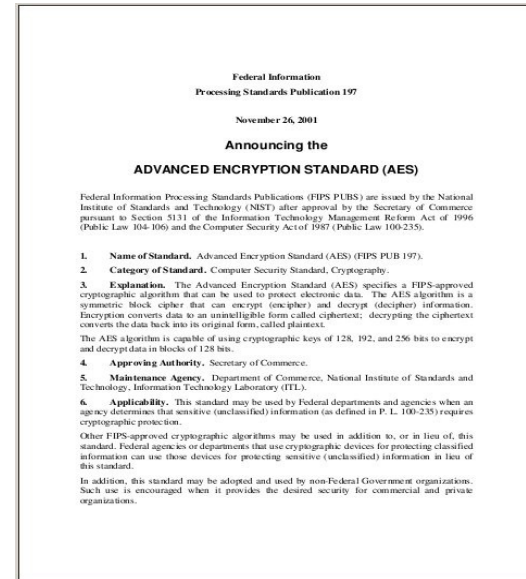 Federal Information
Processing Standards Publication 197
November 26, 2001
Announcing the
ADVANCED ENCRYPTION STANDARD (AES)
Federal Information Processing Standards Publications (FIPS PUBS) are issued by the National
Institute of Standards and Technology (NIST) after approval by the Secretary of Commerce
pursuant to Section 5131 of the Information Technology Management Reform Act of 1996
(Public Law 104-106) and the Computer Security Act of 1987 (Public Law 100-235).
1. Name of Standard. Advanced Encryption Standard (AES) (FIPS PUB 197).
2. Category of Standard. Computer Security Standard, Cryptography.
3. Explanation. The Advanced Encryption Standard (AES) specifies a FIPS-approved
cryptographic algorithm that can be used to protect electronic data. The AES algorithm is a
symmetric block cipher that can encrypt (encipher) and decrypt (decipher) information.
Encryption converts data to an unintelligible form called ciphertext; decrypting the ciphertext
converts the data back into its original form, called plaintext.
The AES algorithm is capable of using cryptographic keys of 128, 192, and 256 bits to encrypt
and decrypt data in blocks of 128 bits.
4. Approving Authority. Secretary of Commerce.
5. Maintenance Agency. Department of Commerce, National Institute of Standards and
Technology, Information Technology Laboratory (ITL).
6. Applicability. This standard may be used by Federal departments and agencies when an
agency determines that sensitive (unclassified) information (as defined in P. L. 100-235) requires
cryptographic protection.
Other FIPS-approved cryptographic algorithms may be used in addition to, or in lieu of, this
standard. Federal agencies or departments that use cryptographic devices for protecting classified
information can use those devices for protecting sensitive (unclassified) information in lieu of
this standard.
In addition, this standard may be adopted and used by non-Federal Government organizations.
Such use is encouraged when it provides the desired security for commercial and private
organizations.